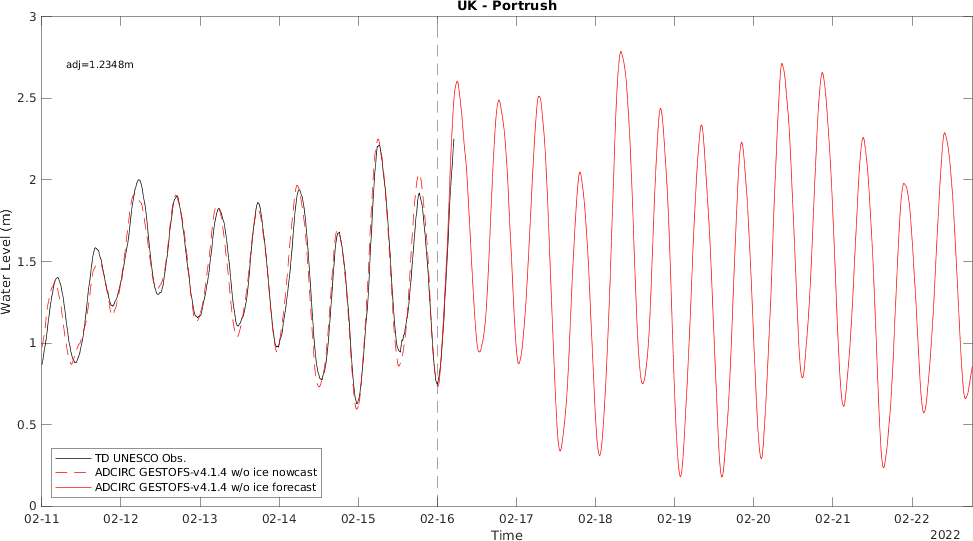 UK - Portrush
adj=1.2348m
3
2.5
2
1.5
1
0.5
0
Water Level (m)
TD UNESCO Obs.
ADCIRC GESTOFS-v4.1.4 w/o ice nowcast
ADCIRC GESTOFS-v4.1.4 w/o ice forecast
02-11 02-12 02-13 02-14 02-15 02-16 02-17 02-18 02-19 02-20 02-21 02-22
Time
2022